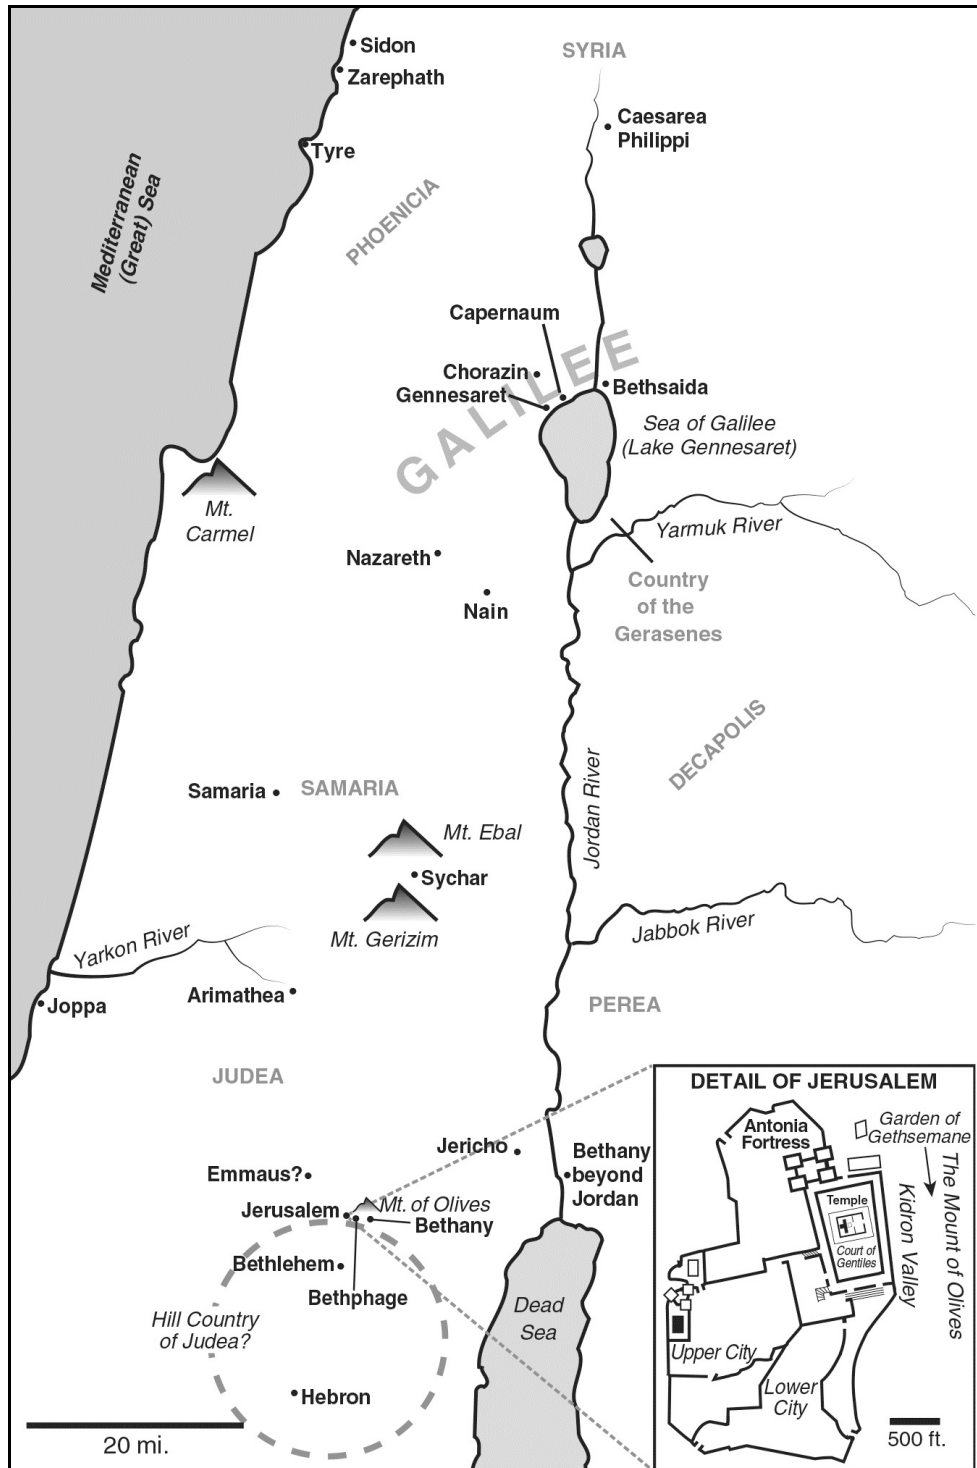 Sidon
Zarephath
SYRIA
Caesarea
Philippi
Tyre
Mediterranean
(Great) Sea
PHOENICIA
Capernaum
GALILEE
Chorazin
Gennesaret
Bethsaida
Sea of Galilee
(Lake Gennesaret)
Mt.
Carmel
Yarmuk River
Nazareth
Country
of the
Gerasenes
Nain
DECAPOLIS
Jordan River
Samaria
SAMARIA
Mt. Ebal
Sychar
Mt. Gerizim
Jabbok River
Yarkon River
Arimathea
Joppa
PEREA
JUDEA
Jericho
Bethany
beyond
Jordan
Emmaus?
Mt. of Olives
Jerusalem
Bethany
Bethlehem
Bethphage
Hill Country
of Judea?
Dead
Sea
Hebron
20 mi.
DETAIL OF JERUSALEM
Antonia
Fortress
Garden of
Gethsemane
The Mount of Olives
Kidron Valley
Temple
Court of
Gentiles
Upper City
Lower
City
500 ft.